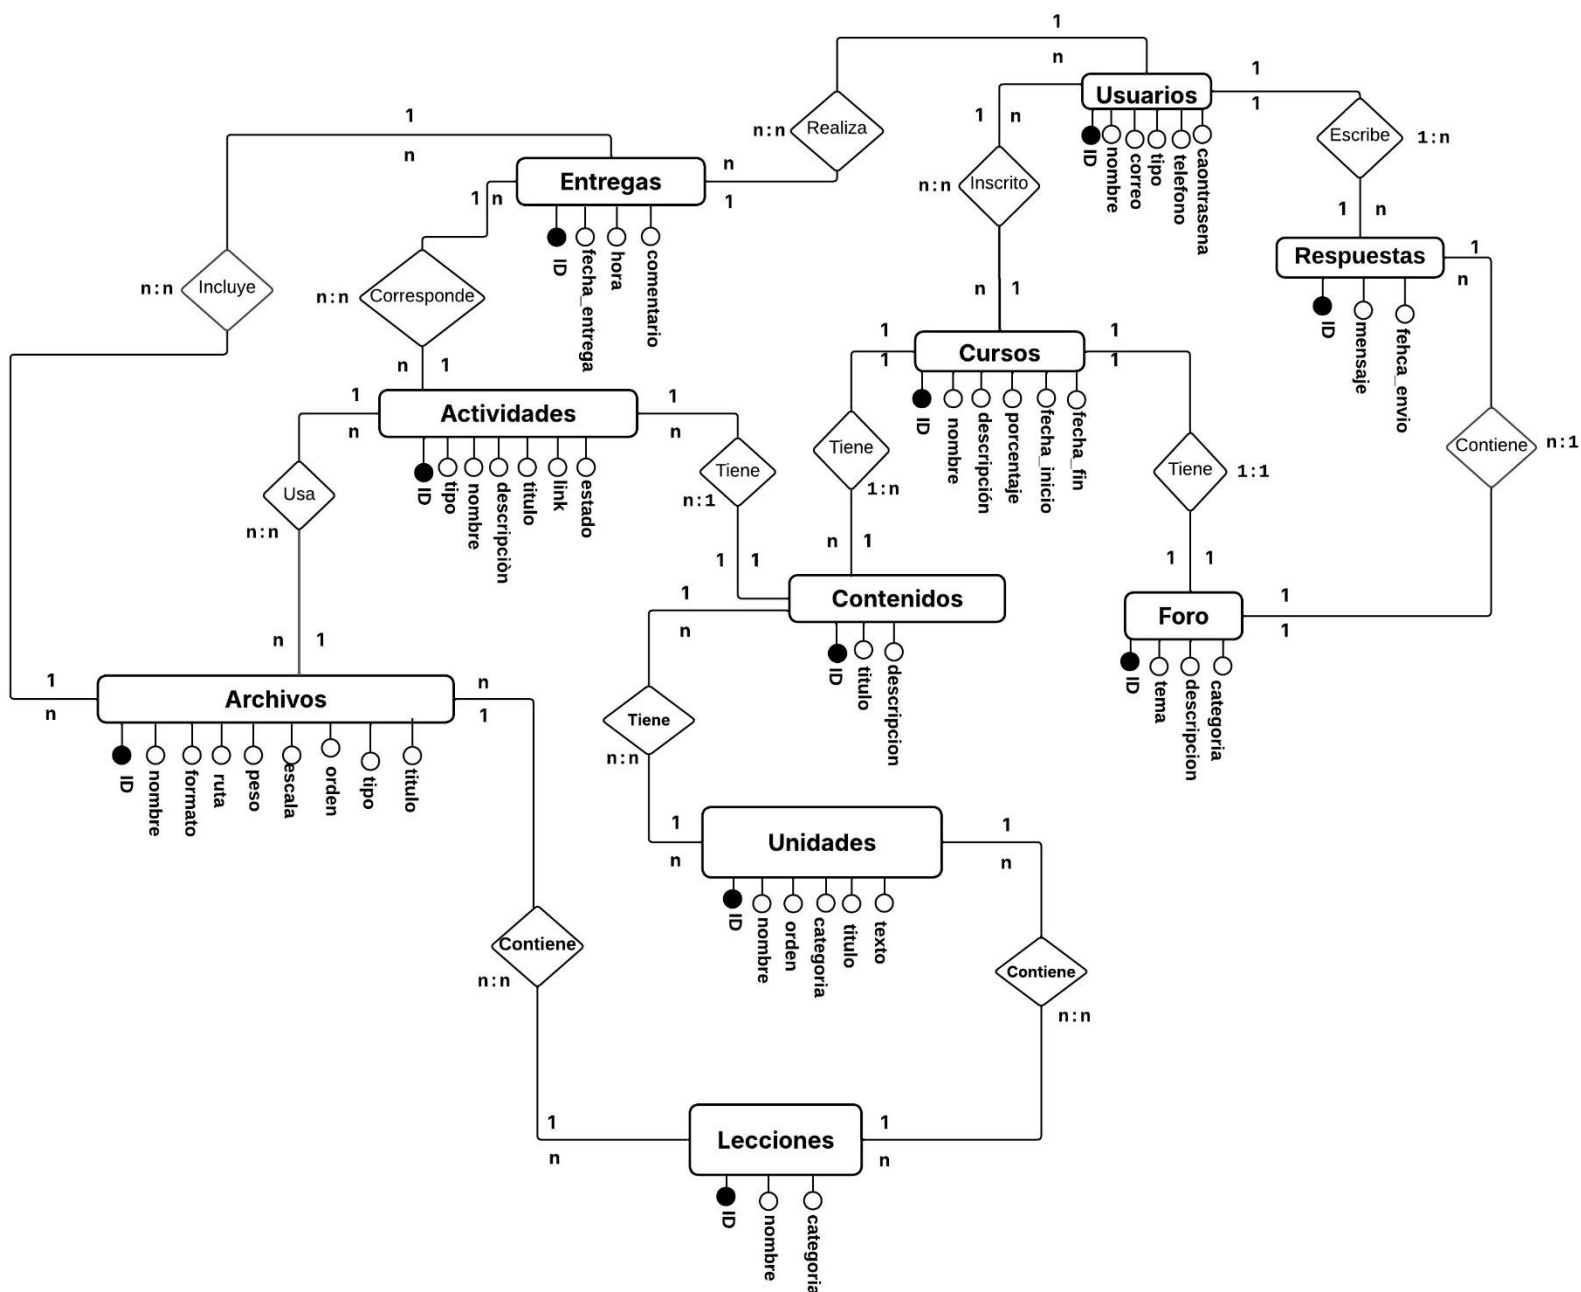 1
n
Usuarios
ID
nombre
correo
tipo
telefono
caontrasena
1
1
Escribe
1:n
1
n
Realiza
n:n
n
1
1
n
Inscrito
n:n
n
1
1
n
Entregas
ID
fecha_entrega
hora
comentario
1
n
Incluye
n:n
1
n
Corresponde
n:n
n
1
Respuestas
ID
mensaje
fehca_envio
1
n
Contiene
n:1
1
1
Cursos
ID
nombre
descripción
porcentaje
fecha_inicio
fecha_fin
1
1
Tiene
1:n
n
1
1
1
Tiene
1:1
1
1
Actividades
ID
tipo
nombre
descripciòn
titulo
link
estado
1
n
Usa
n:n
n
1
1
n
Tiene
n:1
1
1
Contenidos
ID
titulo
descripcion
1
n
Tiene
n:n
1
n
Foro
ID
tema
descripcion
categoria
Archivos
ID
nombre
formato
ruta
peso
escala
orden
tipo
titulo
n
1
Contiene
n:n
1
n
Unidades
ID
nombre
orden
categoria
titulo
texto
1
n
Contiene
n:n
1
n
Lecciones
ID
nombre
categoria